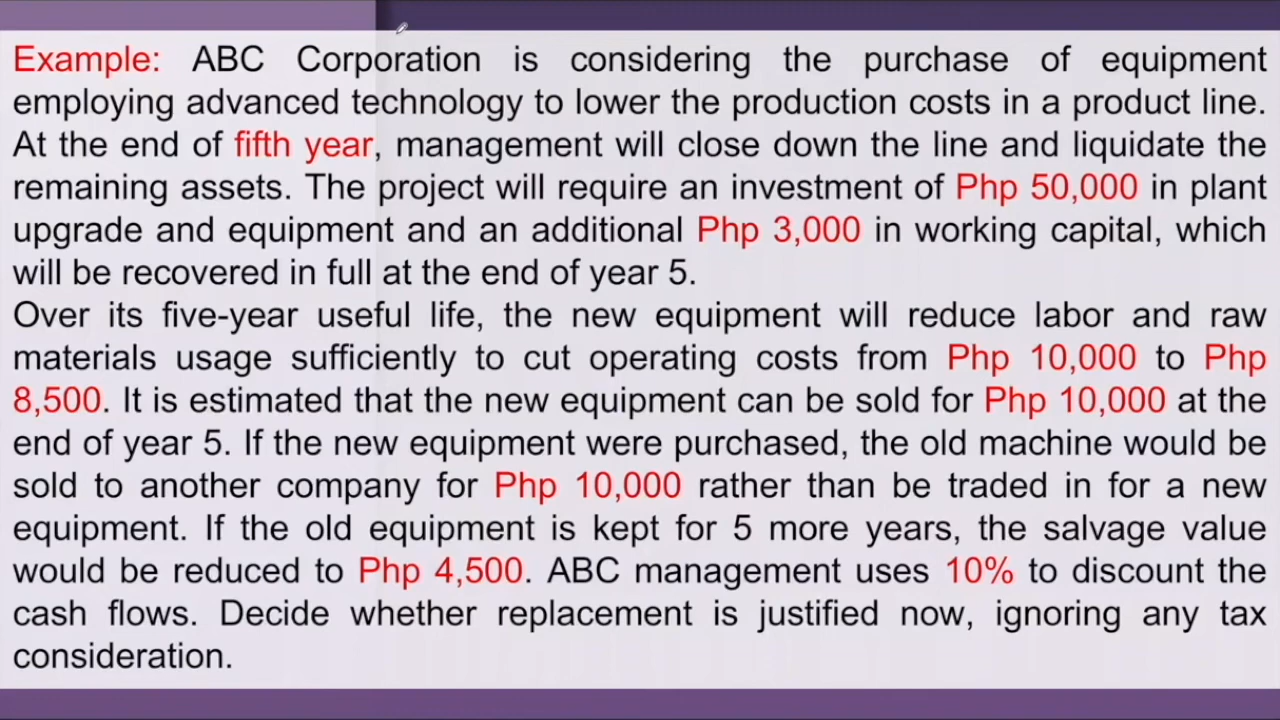 Example: ABC Corporation is considering the purchase of equipment
employing advanced technology to lower the production costs in a product line.
At the end of fifth year, management will close down the line and liquidate the
remaining assets. The project will require an investment of Php 50,000 in plant
upgrade and equipment and an additional Php 3,000 in working capital, which
will be recovered in full at the end of year 5.
Over its five-year useful life, the new equipment will reduce labor and raw
materials usage sufficiently to cut operating costs from Php 10,000 to Php
8,500. It is estimated that the new equipment can be sold for Php 10,000 at the
end of year 5. If the new equipment were purchased, the old machine would be
sold to another company for Php 10,000 rather than be traded in for a new
equipment. If the old equipment is kept for 5 more years, the salvage value
would be reduced to Php 4,500. ABC management uses 10% to discount the
cash flows. Decide whether replacement is justified now, ignoring any tax
consideration.